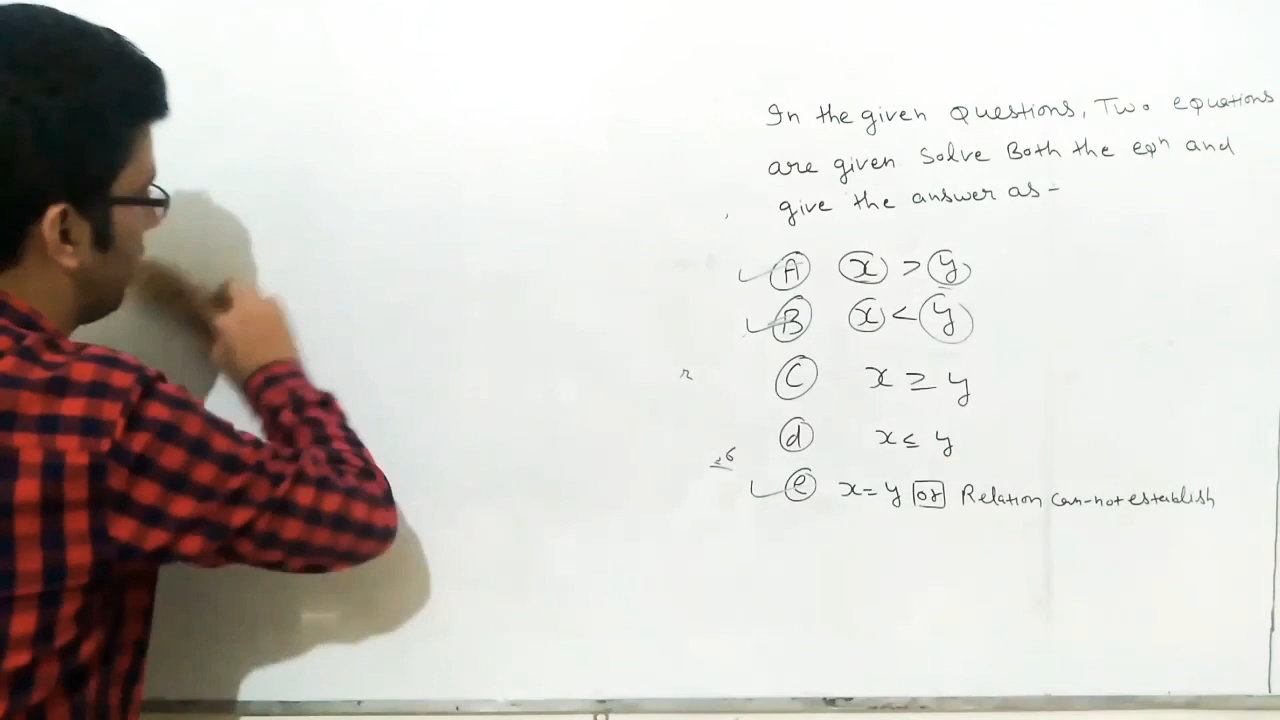 In the given Questions, Two equations
are given Solve Both the eqn and
give the answer as -
A x > y
B x < y
C x ≥ y
d x ≤ y
e x = y or Relation can-not establish